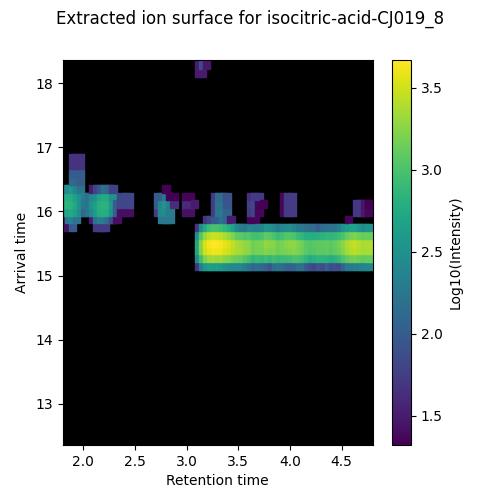 Extracted ion surface for isocitric-acid-CJ019_8
18
17
16
15
14
13
Arrival time
2.0 2.5 3.0 3.5 4.0 4.5
Retention time
3.5
3.0
2.5
2.0
1.5
Log10(Intensity)